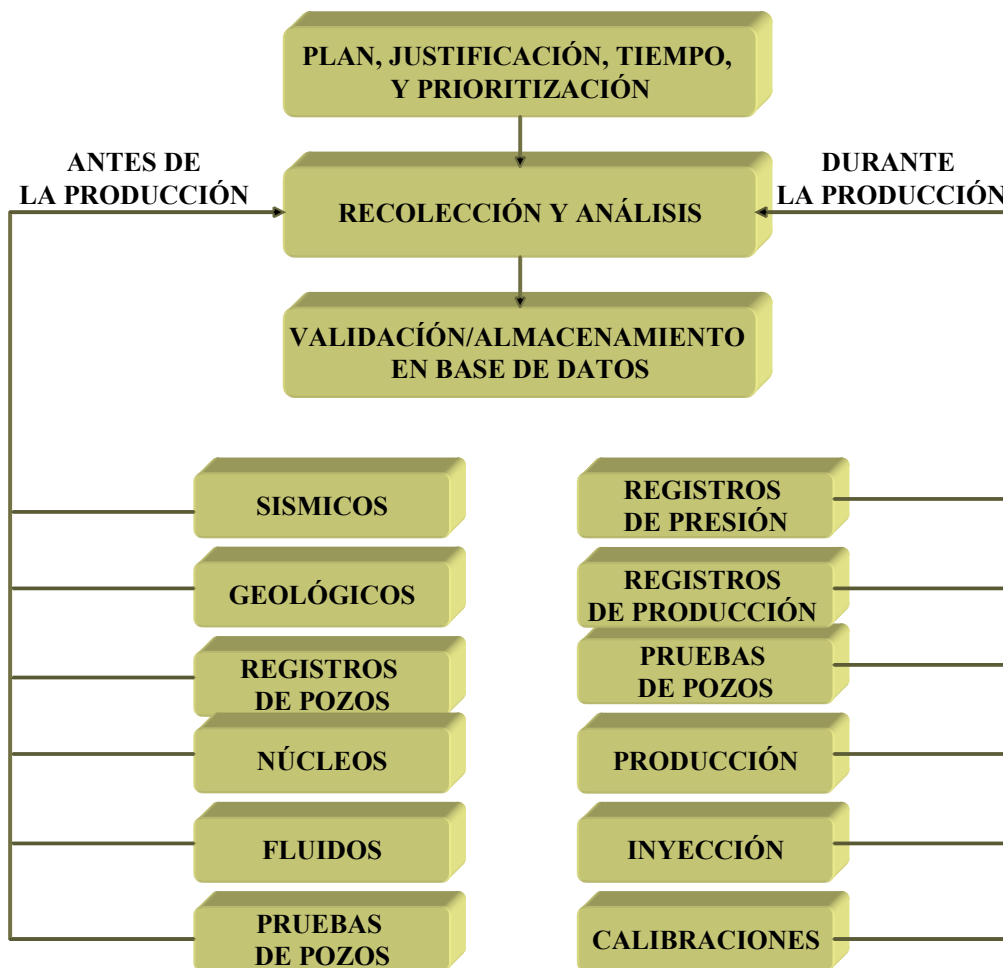 PLAN, JUSTIFICACIÓN, TIEMPO,
Y PRIORITIZACIÓN
ANTES DE
LA PRODUCCIÓN
RECOLECCIÓN Y ANÁLISIS
DURANTE
LA PRODUCCIÓN
VALIDACÍÓN/ALMACENAMIENTO
EN BASE DE DATOS
SISMICOS
GEOLÓGICOS
REGISTROS
DE POZOS
NÚCLEOS
FLUIDOS
PRUEBAS
DE POZOS
REGISTROS
DE PRESIÓN
REGISTROS
DE PRODUCCIÓN
PRUEBAS
DE POZOS
PRODUCCIÓN
INYECCIÓN
CALIBRACIONES